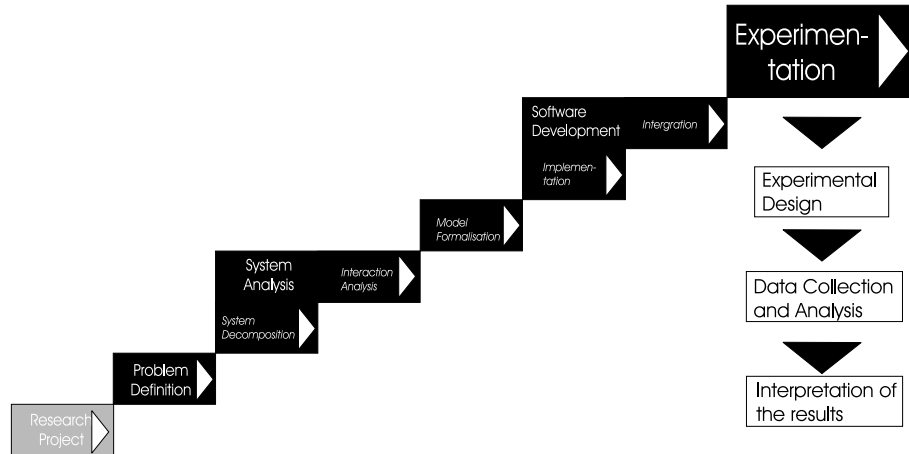 Experimen-
tation
Software
Development
Intergration
Implemen-
tation
Experimental
Design
Model
Formalisation
System
Analysis
Interaction
Analysis
Data Collection
and Analysis
System
Decomposition
Problem
Definition
Interpretation of
the results
Research
Project